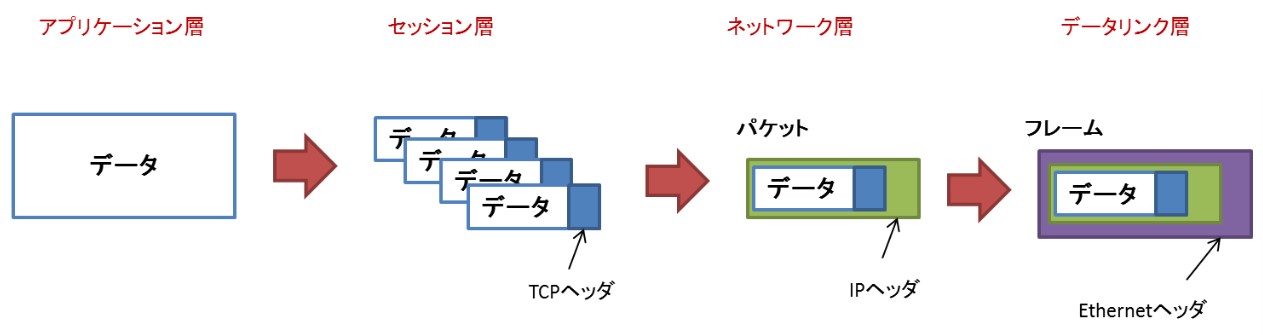 アプリケーション層
セッション層
ネットワーク層
データリンク層
データ
データ
データ
データ
データ
TCPヘッダ
パケット
データ
IPヘッダ
フレーム
データ
Ethernetヘッダ